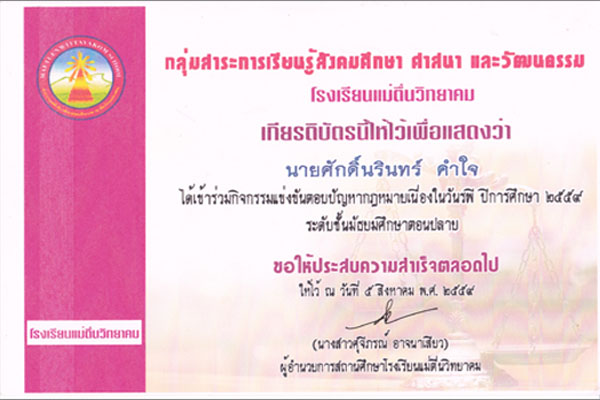 กลุ่มสาระการเรียนรู้สังคมศึกษา ศาสนา และวัฒนธรรม
โรงเรียนแม่ตื่นวิทยาคม
เกียรติบัตรนี้ให้ไว้เพื่อแสดงว่า
นายศักดิ์นรินทร์ คำใจ
ได้เข้าร่วมกิจกรรมแข่งขันตอบปัญหากฎหมายเนื่องในวันรพี ปีการศึกษา ๒๕๕๙
ระดับชั้นมัธยมศึกษาตอนปลาย
ขอให้ประสบความสำเร็จตลอดไป
ให้ไว้ ณ วันที่ ๕ สิงหาคม พ.ศ. ๒๕๕๙
(นางสาวศุจีภรณ์ อาจนาเสียว)
ผู้อำนวยการสถานศึกษาโรงเรียนแม่ตื่นวิทยาคม
โรงเรียนแม่ตื่นวิทยาคม